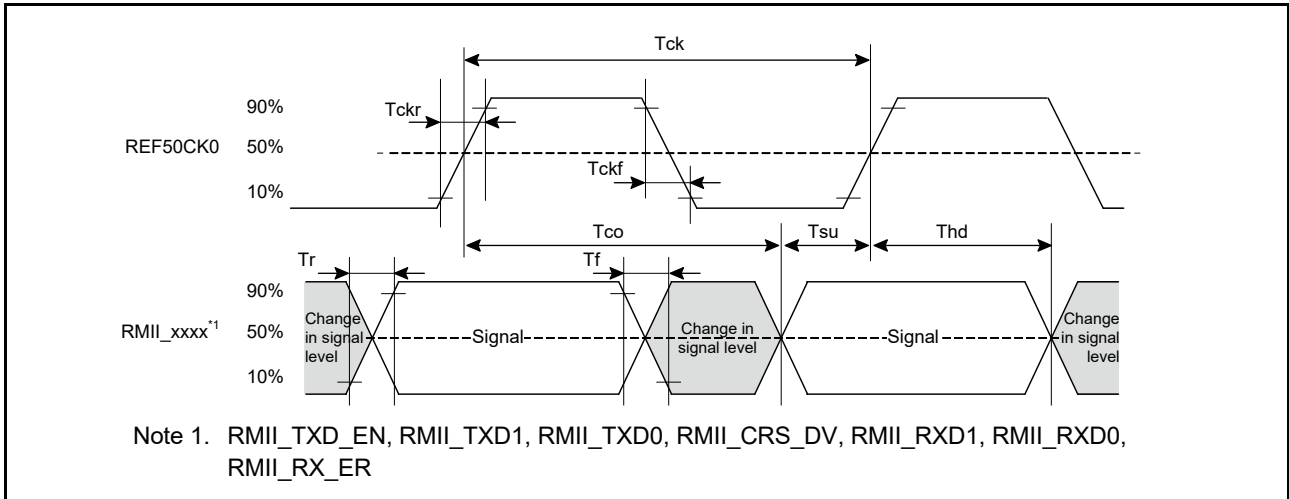 Tck
90%
Tckr
REF50CK0
50%
Tckf
10%
Tco
Tsu
Thd
Tr
Tf
90%
RMII_xxxx*1
50%
10%
Change
in signal
level
Signal
Change in
signal level
Signal
Change
in signal
level
Note 1. RMII_TXD_EN, RMII_TXD1, RMII_TXD0, RMII_CRS_DV, RMII_RXD1, RMII_RXD0,
RMII_RX_ER